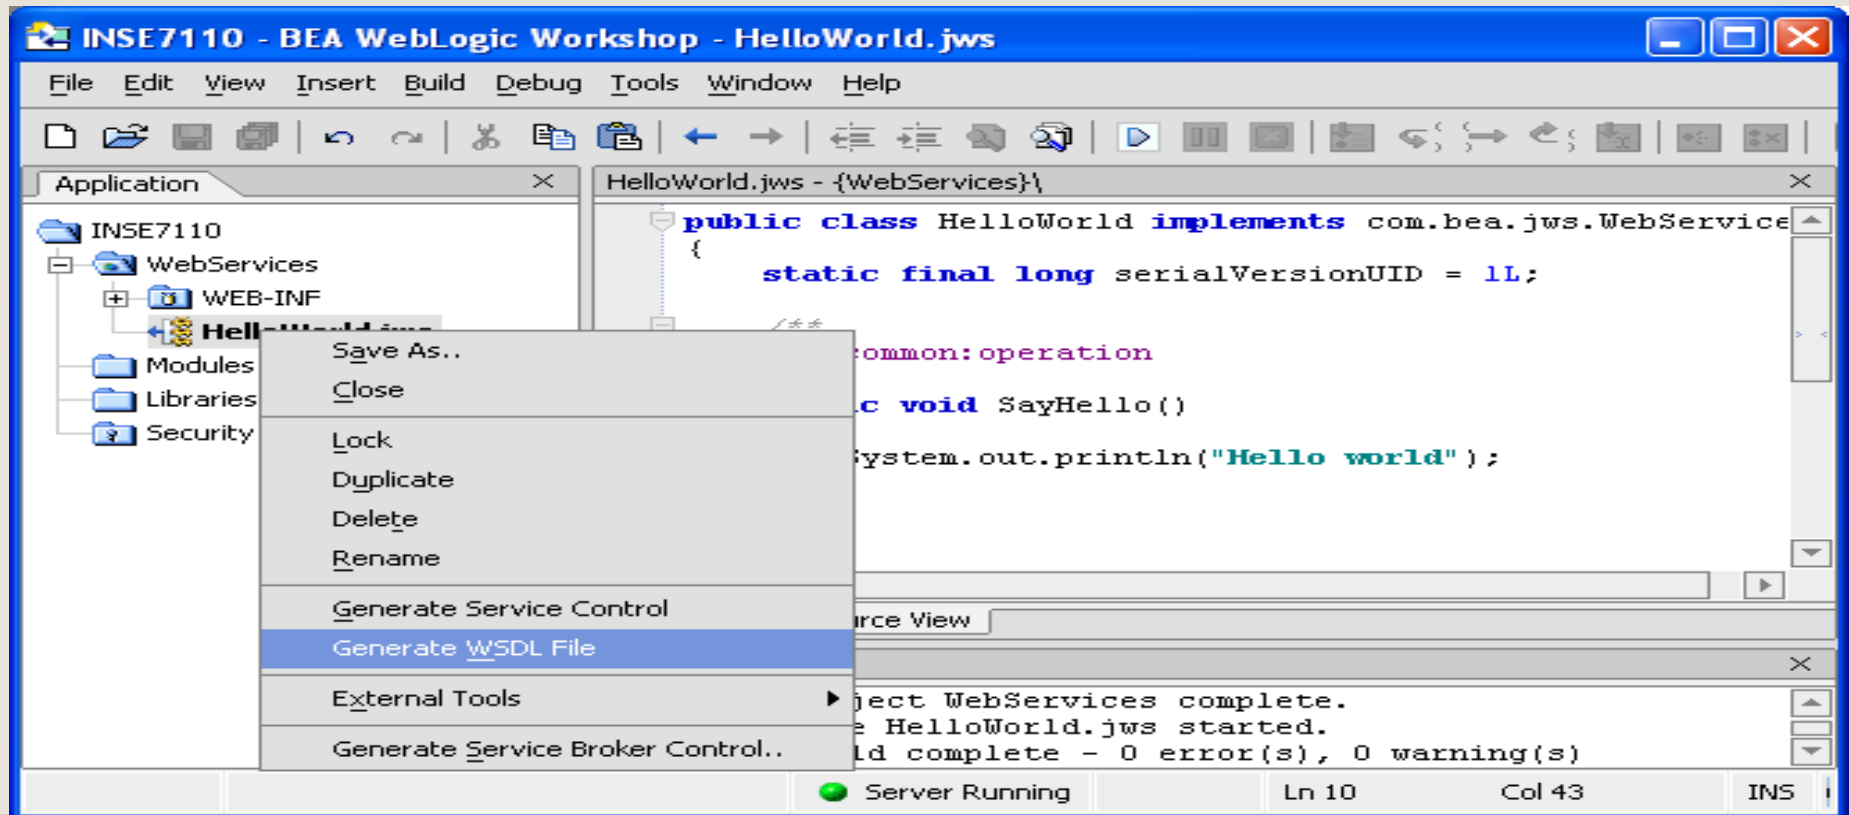 INSE7110 - BEA WebLogic Workshop - HelloWorld.jws
File Edit View Insert Build Debug Tools Window Help
Application
HelloWorld.jws - {WebServices}\
INSE7110
WebServices
WEB-INF
Modules
Libraries
Security
public class HelloWorld implements com.bea.jws.WebService
{
static final long serialVersionUID = 1L;
/**
common:operation
c void SayHello()
System.out.println("Hello world");
Save As..
Close
Lock
Duplicate
Delete
Rename
Generate Service Control
Generate WSDL File
External Tools
Generate Service Broker Control..
rce View
ject WebServices complete.
e HelloWorld.jws started.
ld complete - 0 error(s), 0 warning(s)
Server Running
Ln 10
Col 43
INS